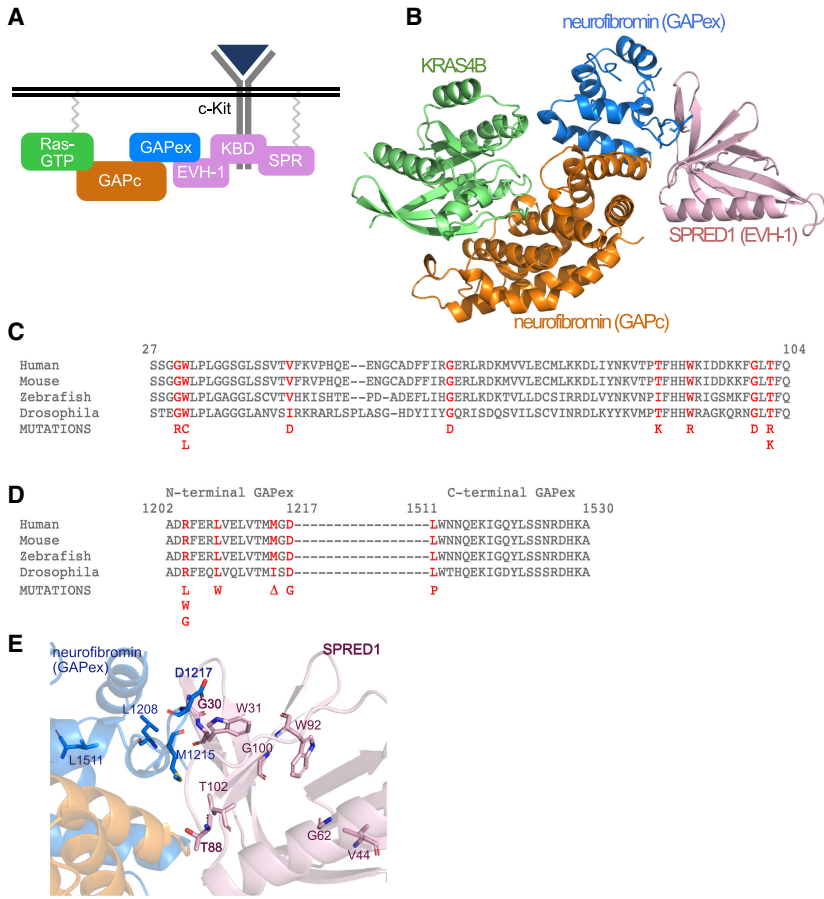 A
c-Kit
Ras-
GTP
GAPex
KBD
GAPc
EVH-1
SPR
B
neurofibromin (GAPex)
KRAS4B
SPRED1 (EVH-1)
neurofibromin (GAPc)
C
27 104
Human SSGGWLPLGGSGLSSVTVFKVPHQE--ENGCADFFIRGERLRDKMVVLECMLKKDLIYNKVTPTFHHWKIDDKKFGLTFQ
Mouse SSGGWLPLGGSGLSSVTVFRVPHQE--ENGCADFFIRGERLRDKMVVLECMLKKDLIYNKVTPTFHHWKIDDKKFGLTFQ
Zebrafish SSGGWLPLGAGGLSCVTVHKISHTE--PD-ADEFLIHGERLKDKTVLLDCSIRRDLVYNKVNPIFHHWRIGSMKFGLTFQ
Drosophila STEGWLPLAGGGLANVSIRKRARLSPLASG-HDYIIYGQRISDQSVILSCVINRDLKYYKVMPTFHHWRAGKQRNGLTFQ
MUTATIONS RC D D K R D R
L K
D
N-terminal GAPex C-terminal GAPex
1202 1217 1511 1530
Human ADRFERLVELVTMMGD-----------------LWNNQEKIGQYLSSNRDHKA
Mouse ADRFERLVELVTMMGD-----------------LWNNQEKIGQYLSSNRDHKA
Zebrafish ADRFERLVELVTMMGD-----------------LWNNQEKIGQYLSSNRDHKA
Drosophila ADRFEQLVQLVTMISD-----------------LWTHQEKIGDYLSSSRDHKA
MUTATIONS L W Δ G P
W
G
E
neurofibromin
(GAPex)
SPRED1
D1217
G30
W31
L1208
W92
G100
M1215
L1511
T102
G62
T88
V44